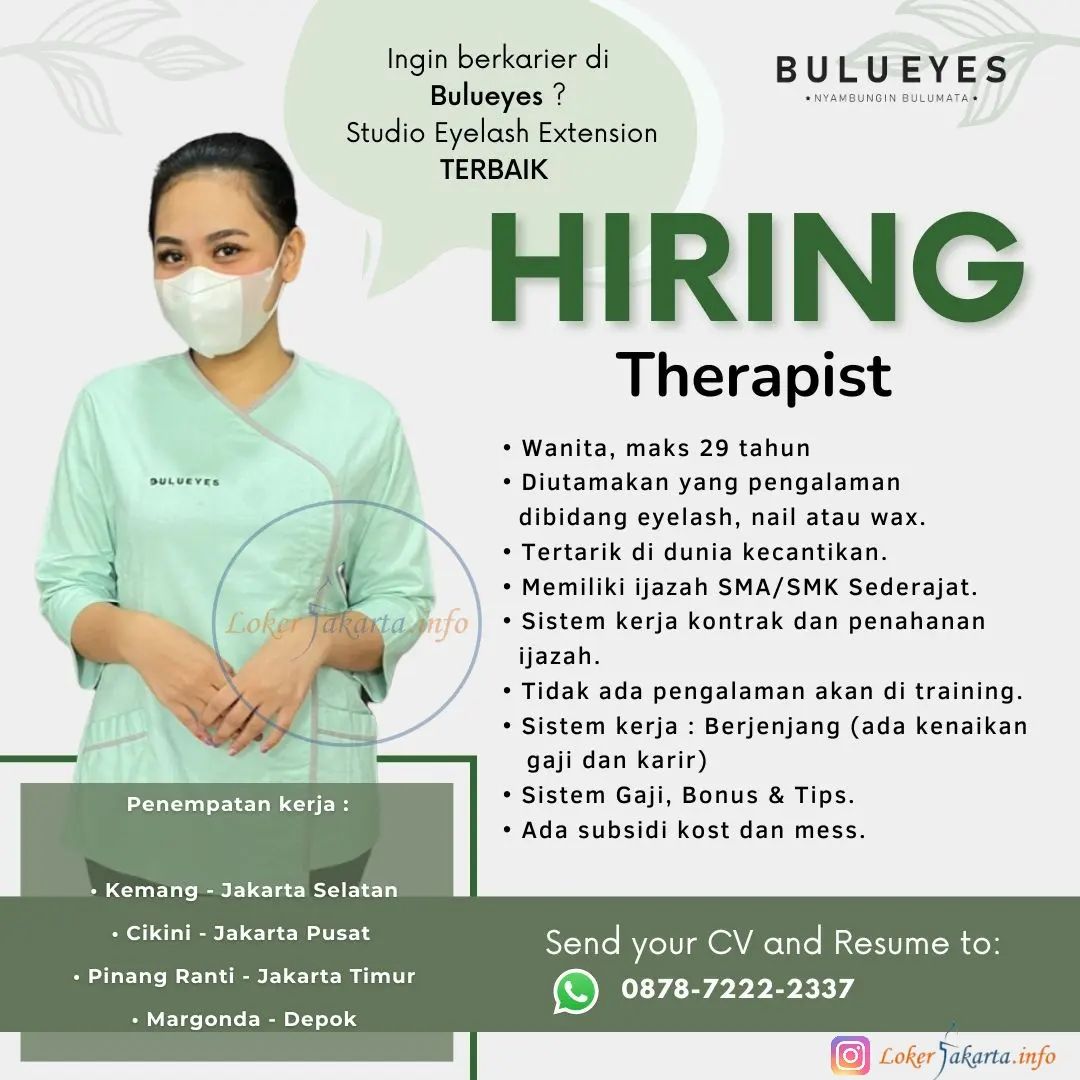 Ingin berkarier di
Bulueyes ?
Studio Eyelash Extension
TERBAIK
BULUEYES
★NYAMBUNGIN BULUMATA★
HIRING
Therapist
• Wanita, maks 29 tahun
• Diutamakan yang pengalaman
dibidang eyelash, nail atau wax.
• Tertarik di dunia kecantikan.
• Memiliki ijazah SMA/SMK Sederajat.
• Sistem kerja kontrak dan penahanan
ijazah.
• Tidak ada pengalaman akan di training.
• Sistem kerja : Berjenjang (ada kenaikan
gaji dan karir)
• Sistem Gaji, Bonus & Tips.
• Ada subsidi kost dan mess.
BULUEYES
Loker Jakarta.info
Penempatan kerja :
• Kemang - Jakarta Selatan
• Cikini - Jakarta Pusat
• Pinang Ranti - Jakarta Timur
• Margonda - Depok
Send your CV and Resume to:
0878-7222-2337
Loker Jakarta.info